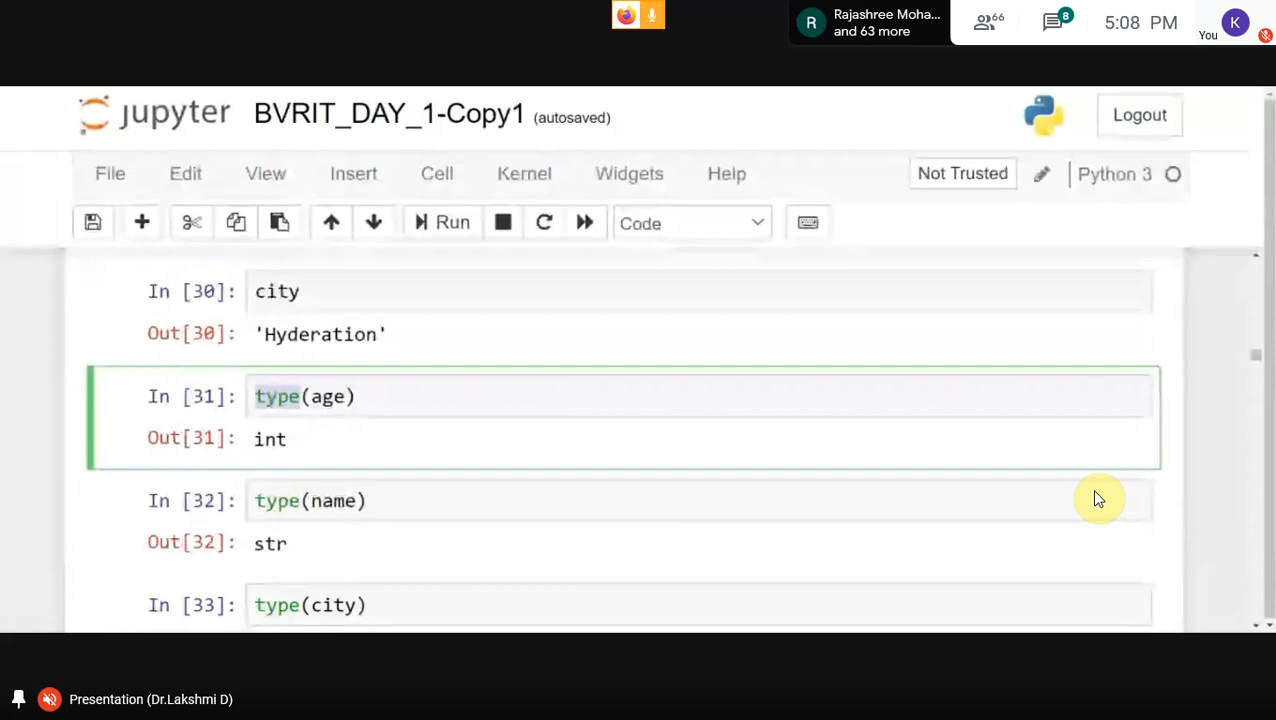 R
Rajashree Moha...
and 63 more
66
8
5:08 PM
You
K
jupyter BVRIT_DAY_1-Copy1 (autosaved)
Logout
File Edit View Insert Cell Kernel Widgets Help
Not Trusted
Python 3
Run
Code
In [30]: city
Out[30]: 'Hyderation'
In [31]: type(age)
Out[31]: int
In [32]: type(name)
Out[32]: str
In [33]: type(city)
Presentation (Dr.Lakshmi D)